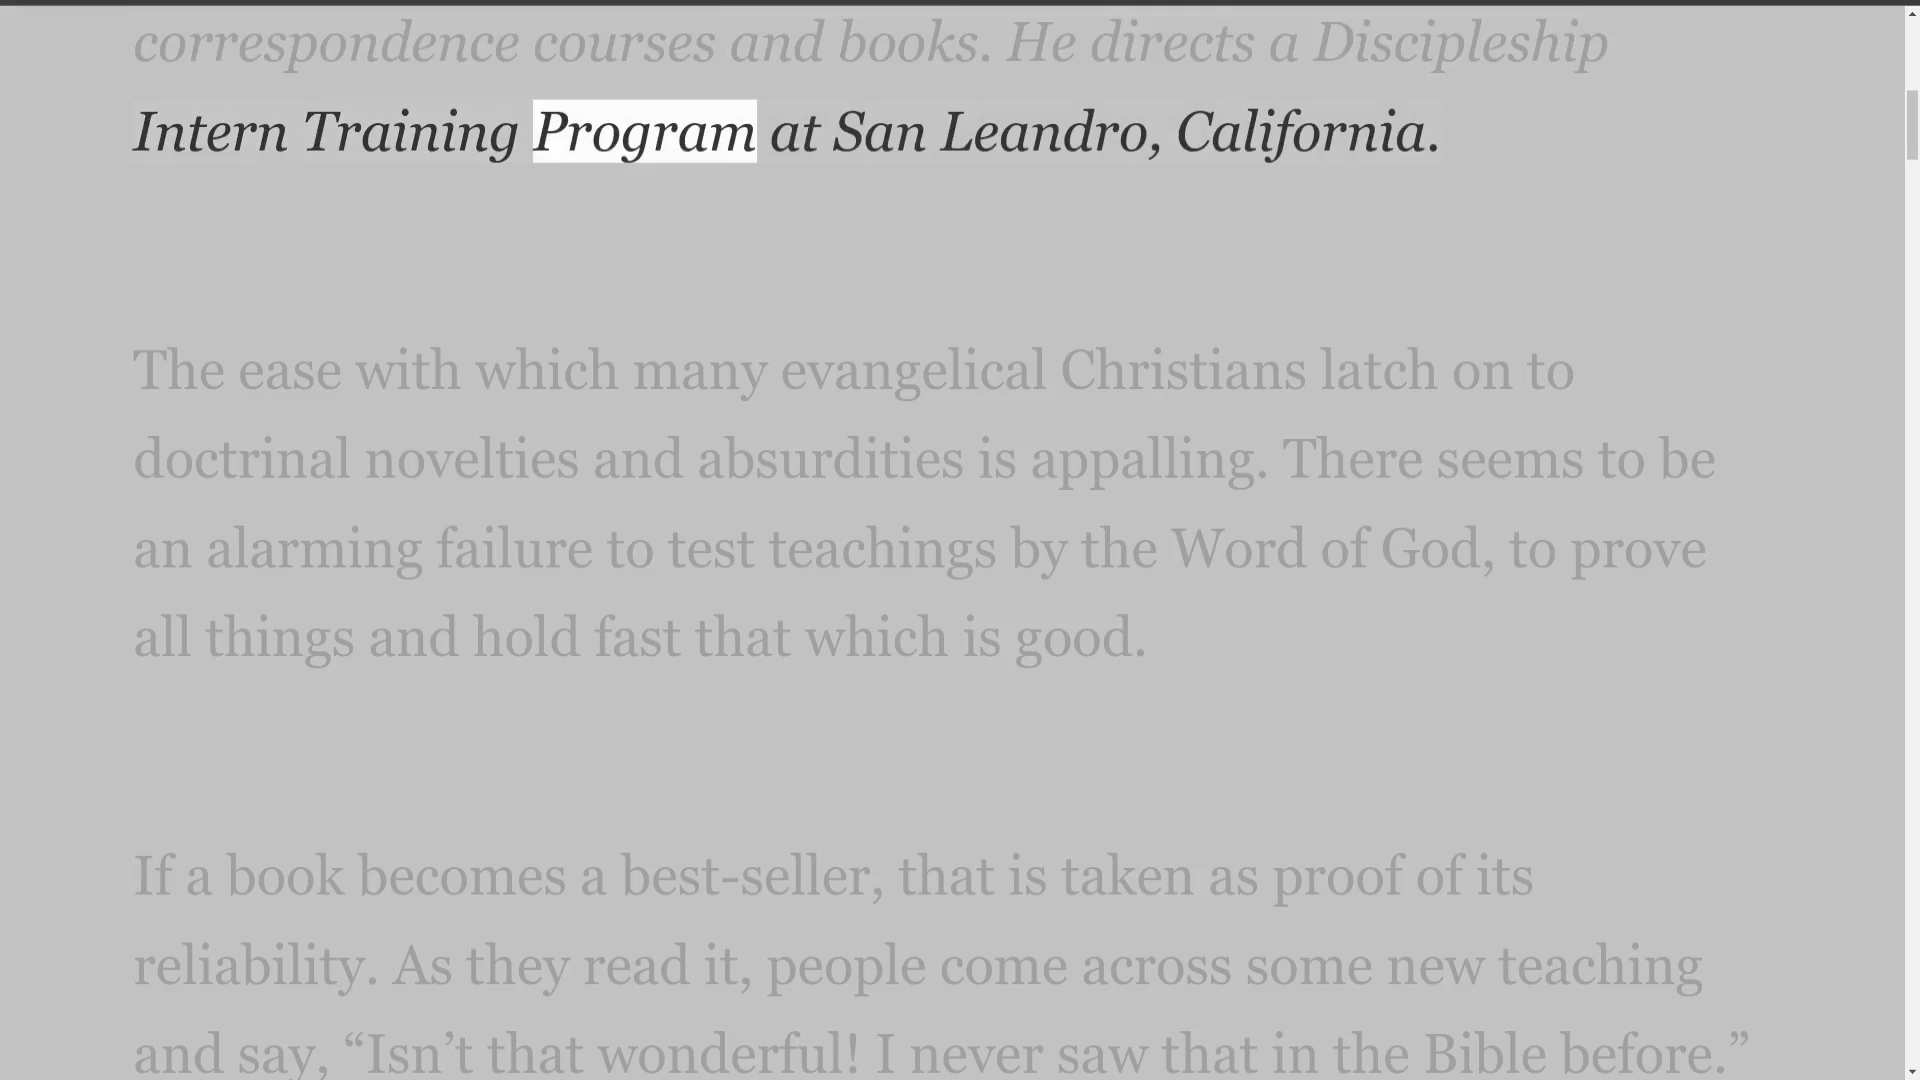 correspondence courses and books. He directs a Discipleship
Intern Training Program at San Leandro, California.
The ease with which many evangelical Christians latch on to
doctrinal novelties and absurdities is appalling. There seems to be
an alarming failure to test teachings by the Word of God, to prove
all things and hold fast that which is good.
If a book becomes a best-seller, that is taken as proof of its
reliability. As they read it, people come across some new teaching
and say, “Isn’t that wonderful! I never saw that in the Bible before.”